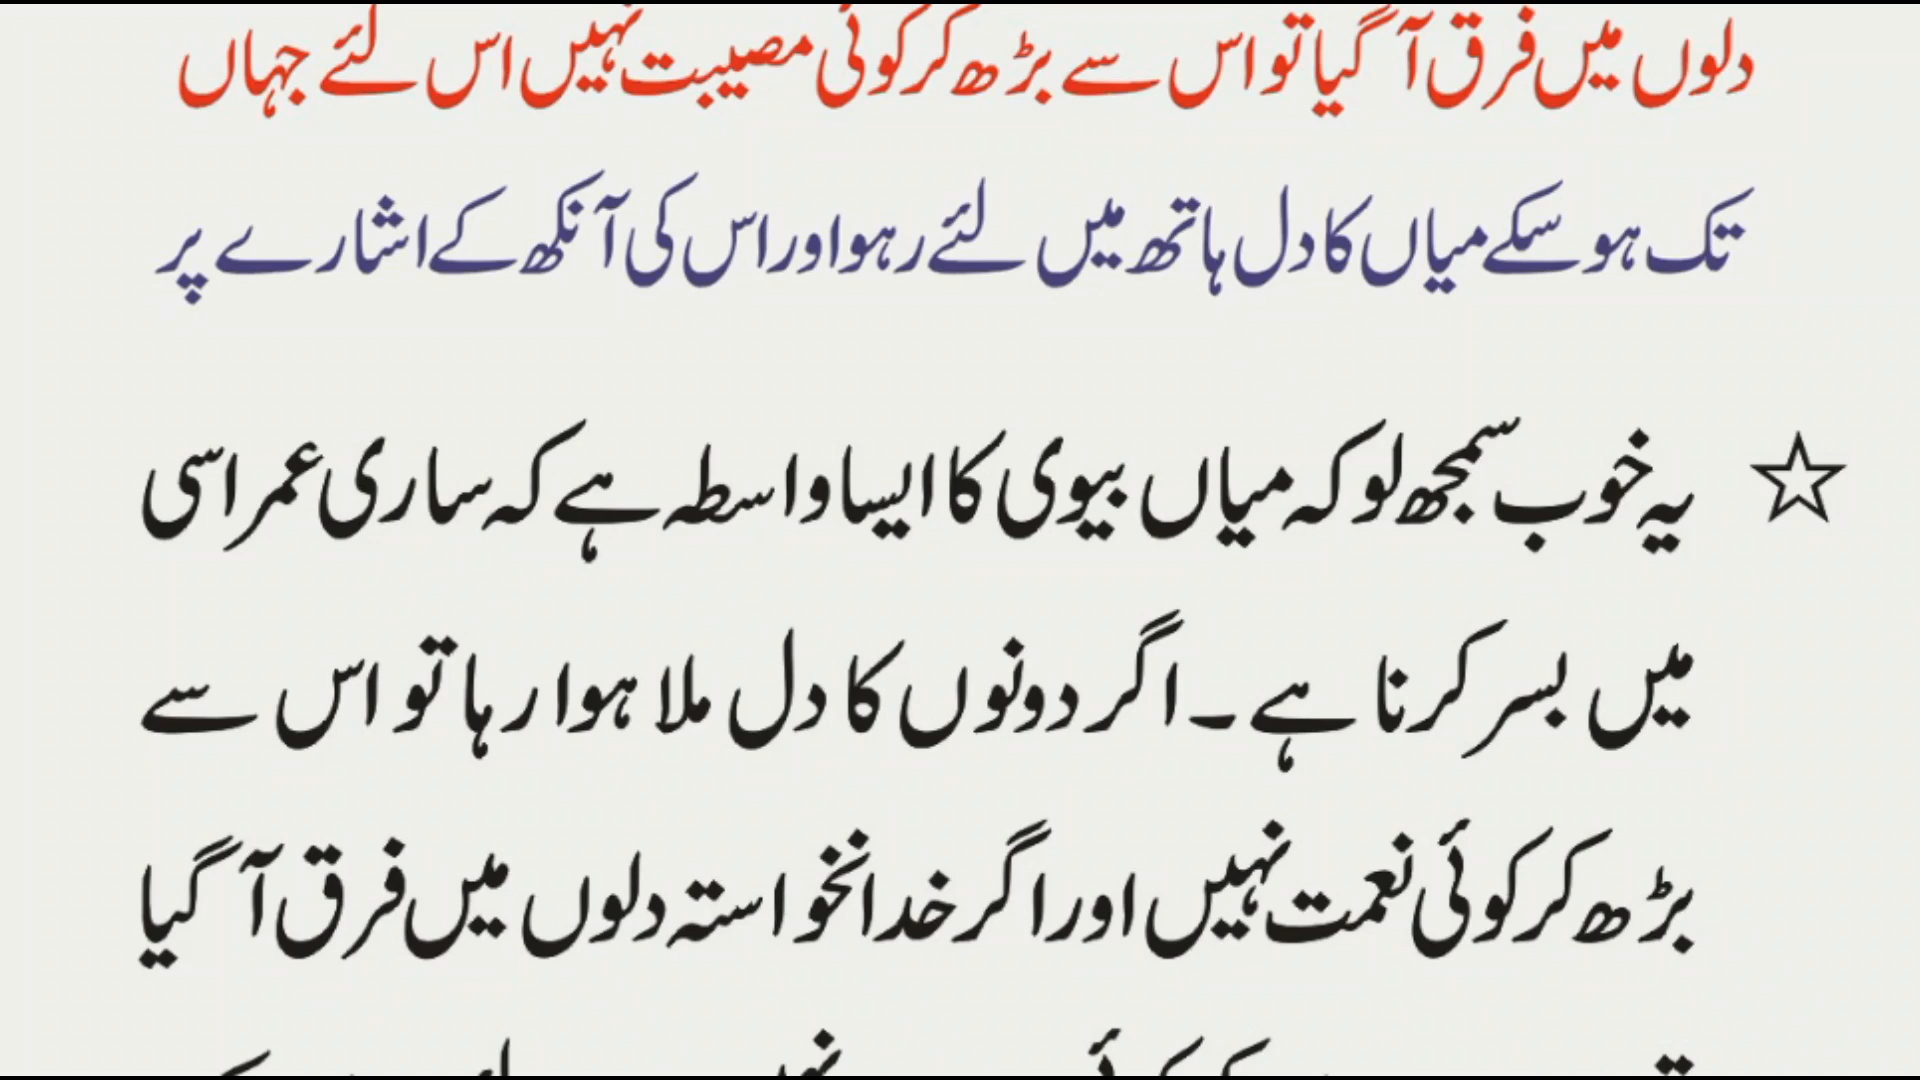 دلوں میں فرق آ گیا تو اس سے بڑھ کر کوئی مصیبت نہیں اس لئے جہاں
تک ہو سکے میاں کا دل ہاتھ میں لئے رہو اور اس کی آنکھ کے اشارے پر
☆ یہ خوب سمجھ لو کہ میاں بیوی کا ایسا واسطہ ہے کہ ساری عمر اسی
میں بسر کرنا ہے۔ اگر دونوں کا دل ملا ہوا رہا تو اس سے
بڑھ کر کوئی نعمت نہیں اور اگر خدانخواستہ دلوں میں فرق آ گیا